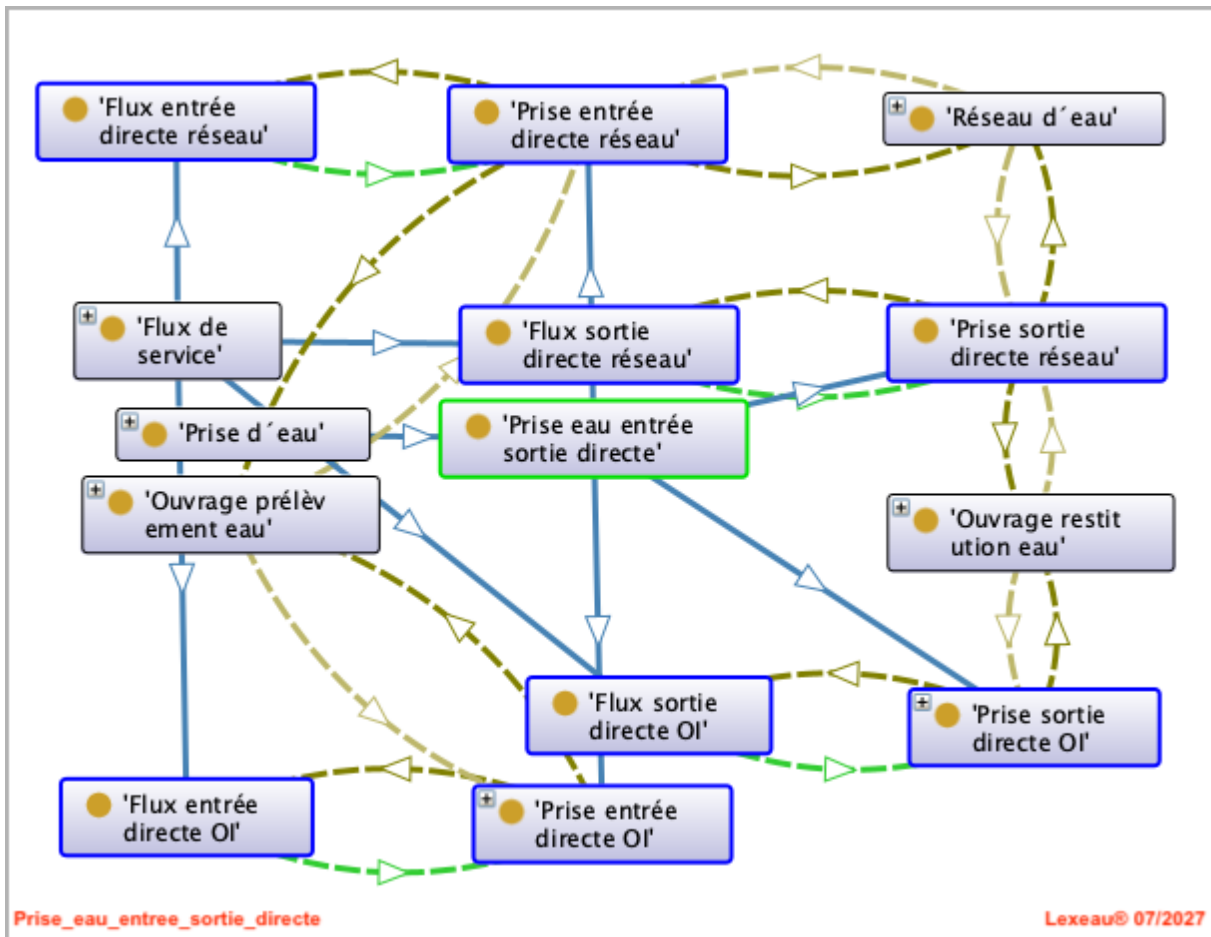 'Flux entrée
directe réseau'
'Prise entrée
directe réseau'
'Réseau d´eau'
'Flux de
service'
'Flux sortie
directe réseau'
'Prise sortie
directe réseau'
'Prise d´eau'
'Prise eau entrée
sortie directe'
'Ouvrage prélèv
ement eau'
'Ouvrage restit
ution eau'
'Flux sortie
directe OI'
'Prise sortie
directe OI'
'Flux entrée
directe OI'
'Prise entrée
directe OI'
Prise_eau_entree_sortie_directe
Lexeau® 07/2027